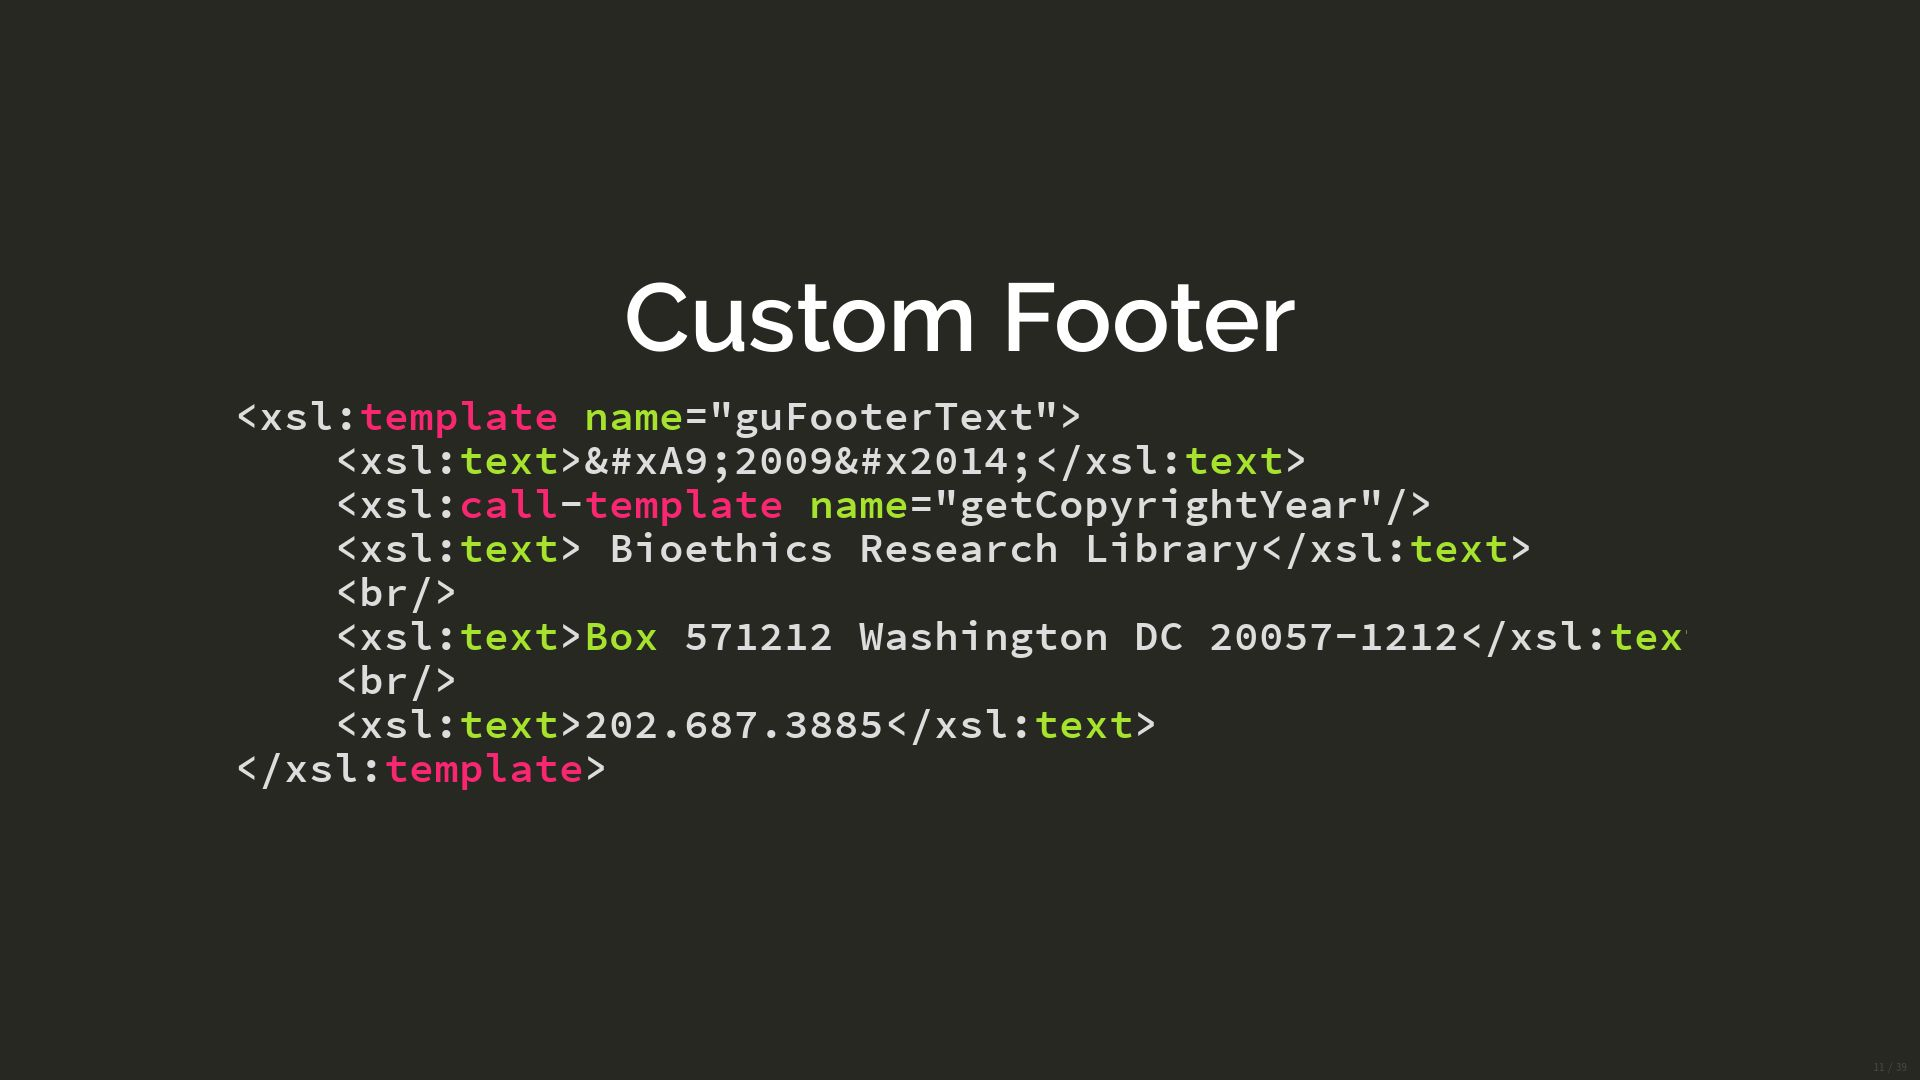 Custom Footer
<xsl:template name="guFooterText">
    <xsl:text>&#xA9;2009&#x2014;</xsl:text>
    <xsl:call-template name="getCopyrightYear"/>
    <xsl:text> Bioethics Research Library</xsl:text>
    <br/>
    <xsl:text>Box 571212 Washington DC 20057-1212</xsl:tex
    <br/>
    <xsl:text>202.687.3885</xsl:text>
</xsl:template>
11 / 39